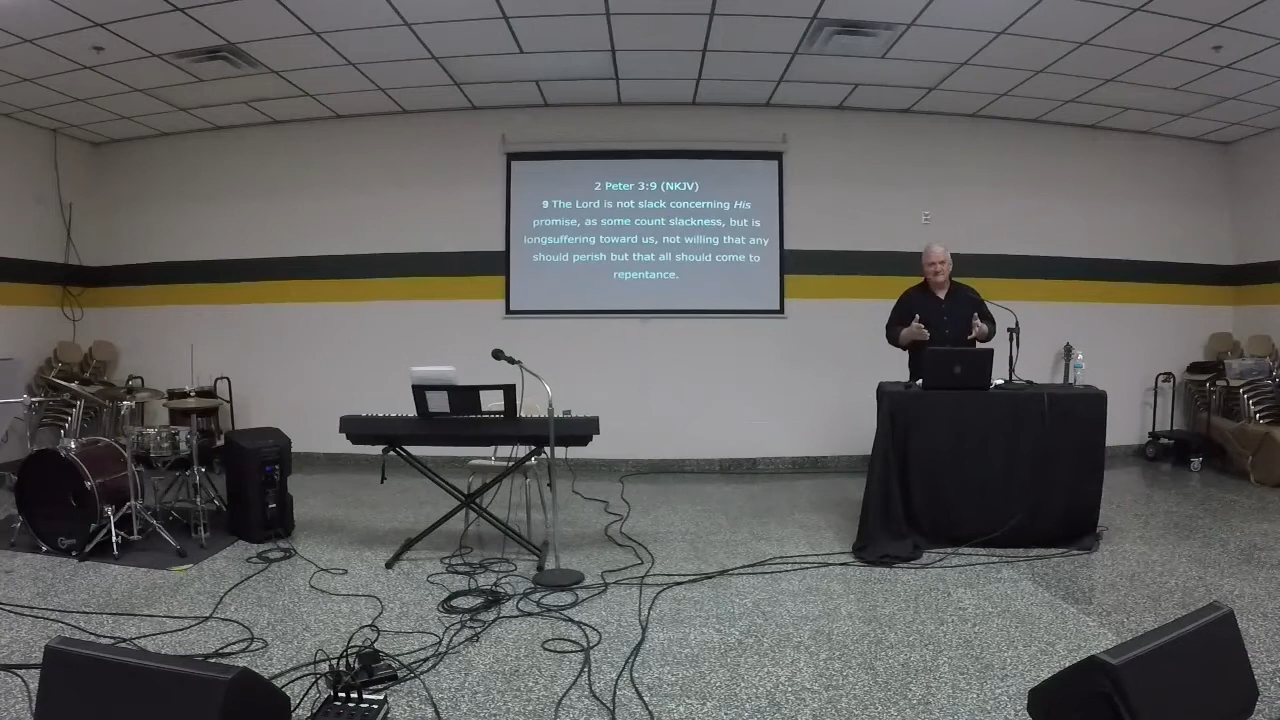 2 Peter 3:9 (NKJV)
9 The Lord is not slack concerning His
promise, as some count slackness, but is
longsuffering toward us, not willing that any
should perish but that all should come to
repentance.